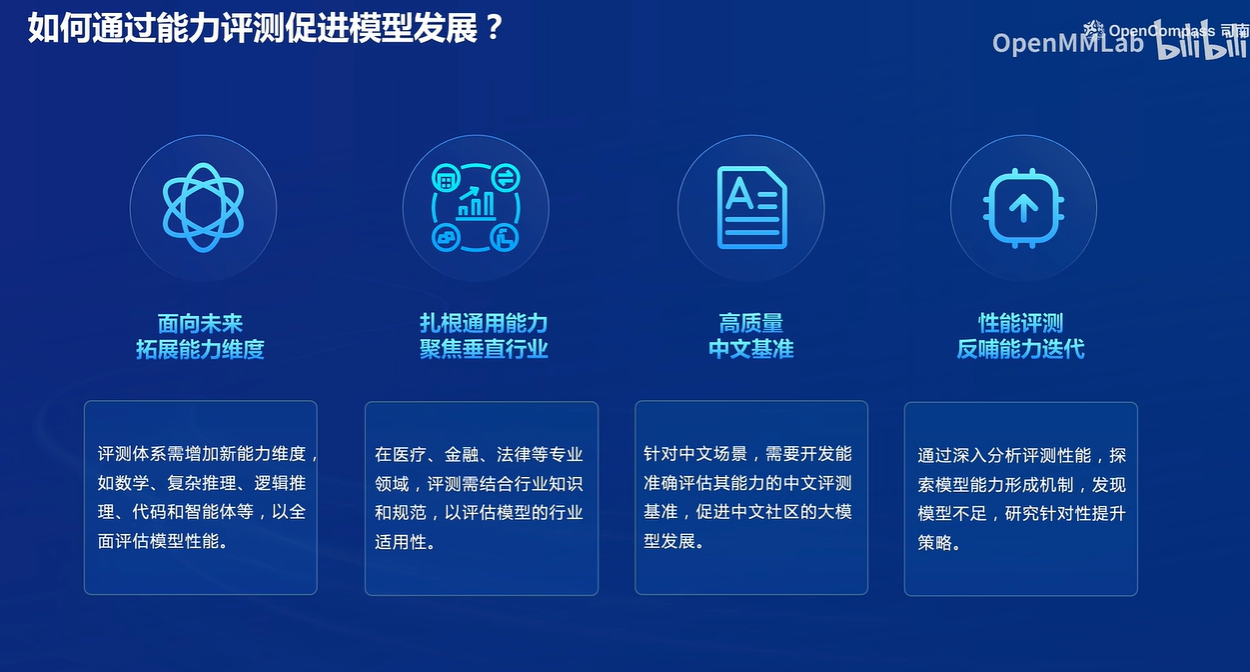 如何通过能力评测促进模型发展？
OpenCompass 司南
OpenMMLab bilibili
面向未来
拓展能力维度
扎根通用能力
聚焦垂直行业
高质量
中文基准
性能评测
反哺能力迭代
评测体系需增加新能力维度，
如数学、复杂推理、逻辑推
理、代码和智能体等，以全
面评估模型性能。
在医疗、金融、法律等专业
领域，评测需结合行业知识
和规范，以评估模型的行业
适用性。
针对中文场景，需要开发能
准确评估其能力的中文评测
基准，促进中文社区的大模
型发展。
通过深入分析评测性能，探
索模型能力形成机制，发现
模型不足，研究针对性提升
策略。